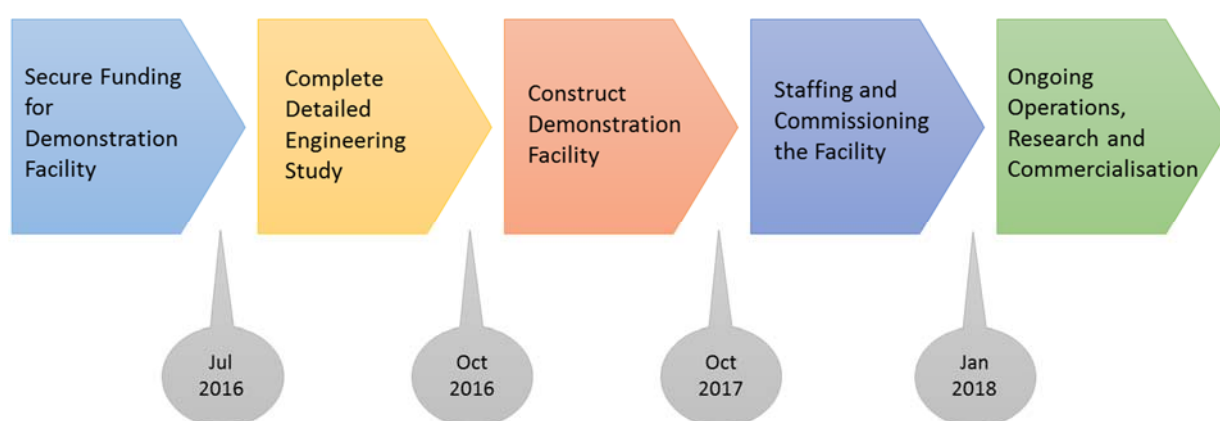 Secure Funding
for
Demonstration
Facility
Complete
Detailed
Engineering
Study
Construct
Demonstration
Facility
Staffing and
Commissioning
the Facility
Ongoing
Operations,
Research and
Commercialisation
Jul
2016
Oct
2016
Oct
2017
Jan
2018